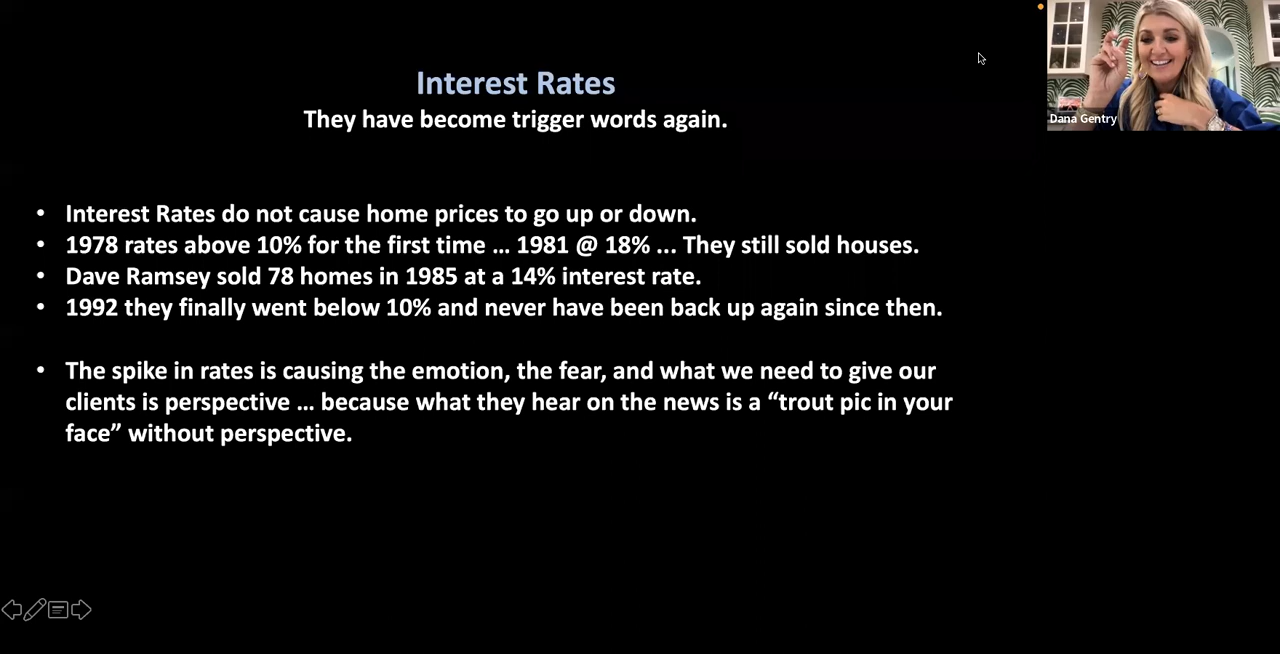 Interest Rates
They have become trigger words again.
Dana Gentry
• Interest Rates do not cause home prices to go up or down.
• 1978 rates above 10% for the first time … 1981 @ 18% … They still sold houses.
• Dave Ramsey sold 78 homes in 1985 at a 14% interest rate.
• 1992 they finally went below 10% and never have been back up again since then.
• The spike in rates is causing the emotion, the fear, and what we need to give our
clients is perspective … because what they hear on the news is a “trout pic in your
face” without perspective.